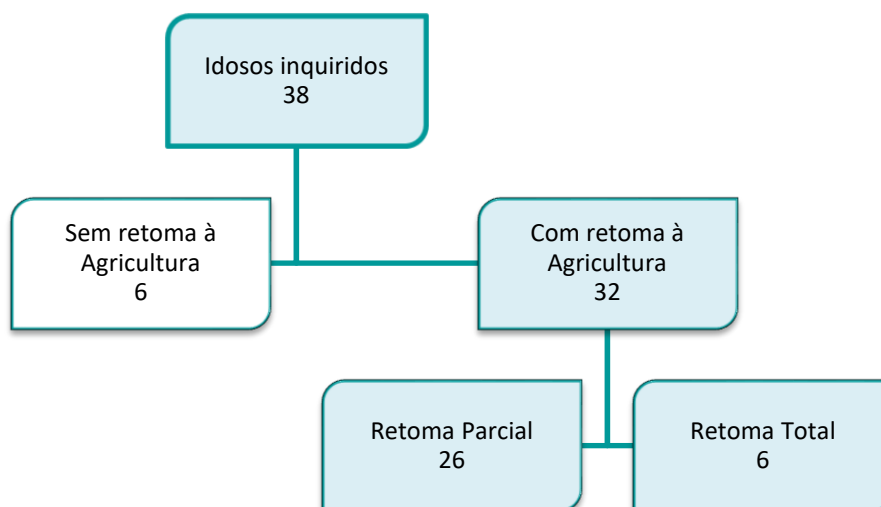 Idosos inquiridos
38
Sem retoma à
Agricultura
6
Com retoma à
Agricultura
32
Retoma Parcial
26
Retoma Total
6